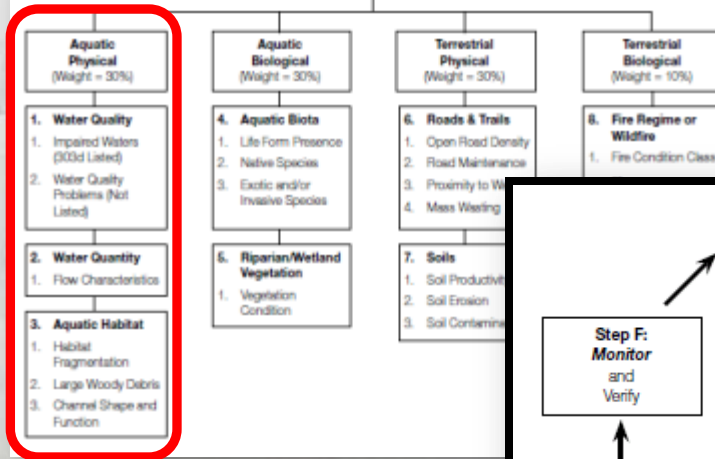 Aquatic
Physical
(Weight = 30%)
1. Water Quality
1. Impaired Waters
(303d Listed)
2. Water Quality
Problems (Not
Listed)
2. Water Quantity
1. Flow Characteristics
3. Aquatic Habitat
1. Habitat
Fragmentation
2. Large Woody Debris
3. Channel Shape and
Function
Aquatic
Biological
(Weight = 30%)
4. Aquatic Biota
1. Life Form Presence
2. Native Species
3. Exotic and/or
Invasive Species
5. Riparian/Wetland
Vegetation
1. Vegetation
Condition
Terrestrial
Physical
(Weight = 30%)
6. Roads & Trails
1. Open Road Density
2. Road Maintenance
3. Proximity to
4. Mass Wasting
7. Soils
1. Soil
2. Soil Erosion
3. Soil
Terrestrial
Biological
(Weight = 10%)
8. Fire Regime or
Wildfire
1. Fire Condition Class
Step F:
Monitor
and
Verify